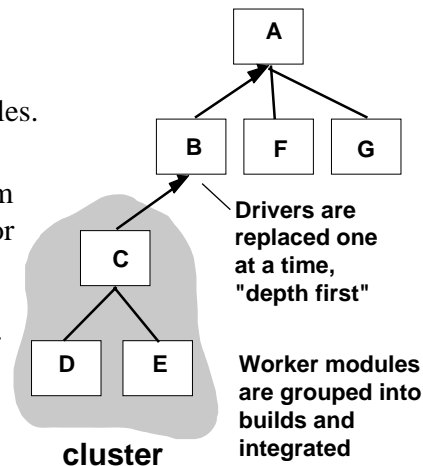 A
les.
B
F
G
m
or
Drivers are
replaced one
at a time,
"depth first"
C
D
E
Worker modules
are grouped into
builds and
integrated
cluster